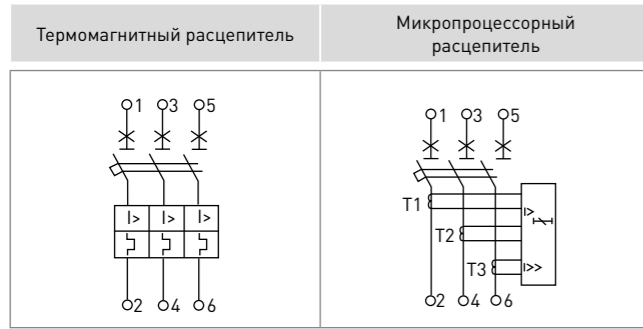 Термомагнитный расцепитель
Микропроцессорный
расцепитель
1 3 5
I> I> I>
2 4 6
1 3 5
T1
I>
T2
T3
I>>
2 4 6